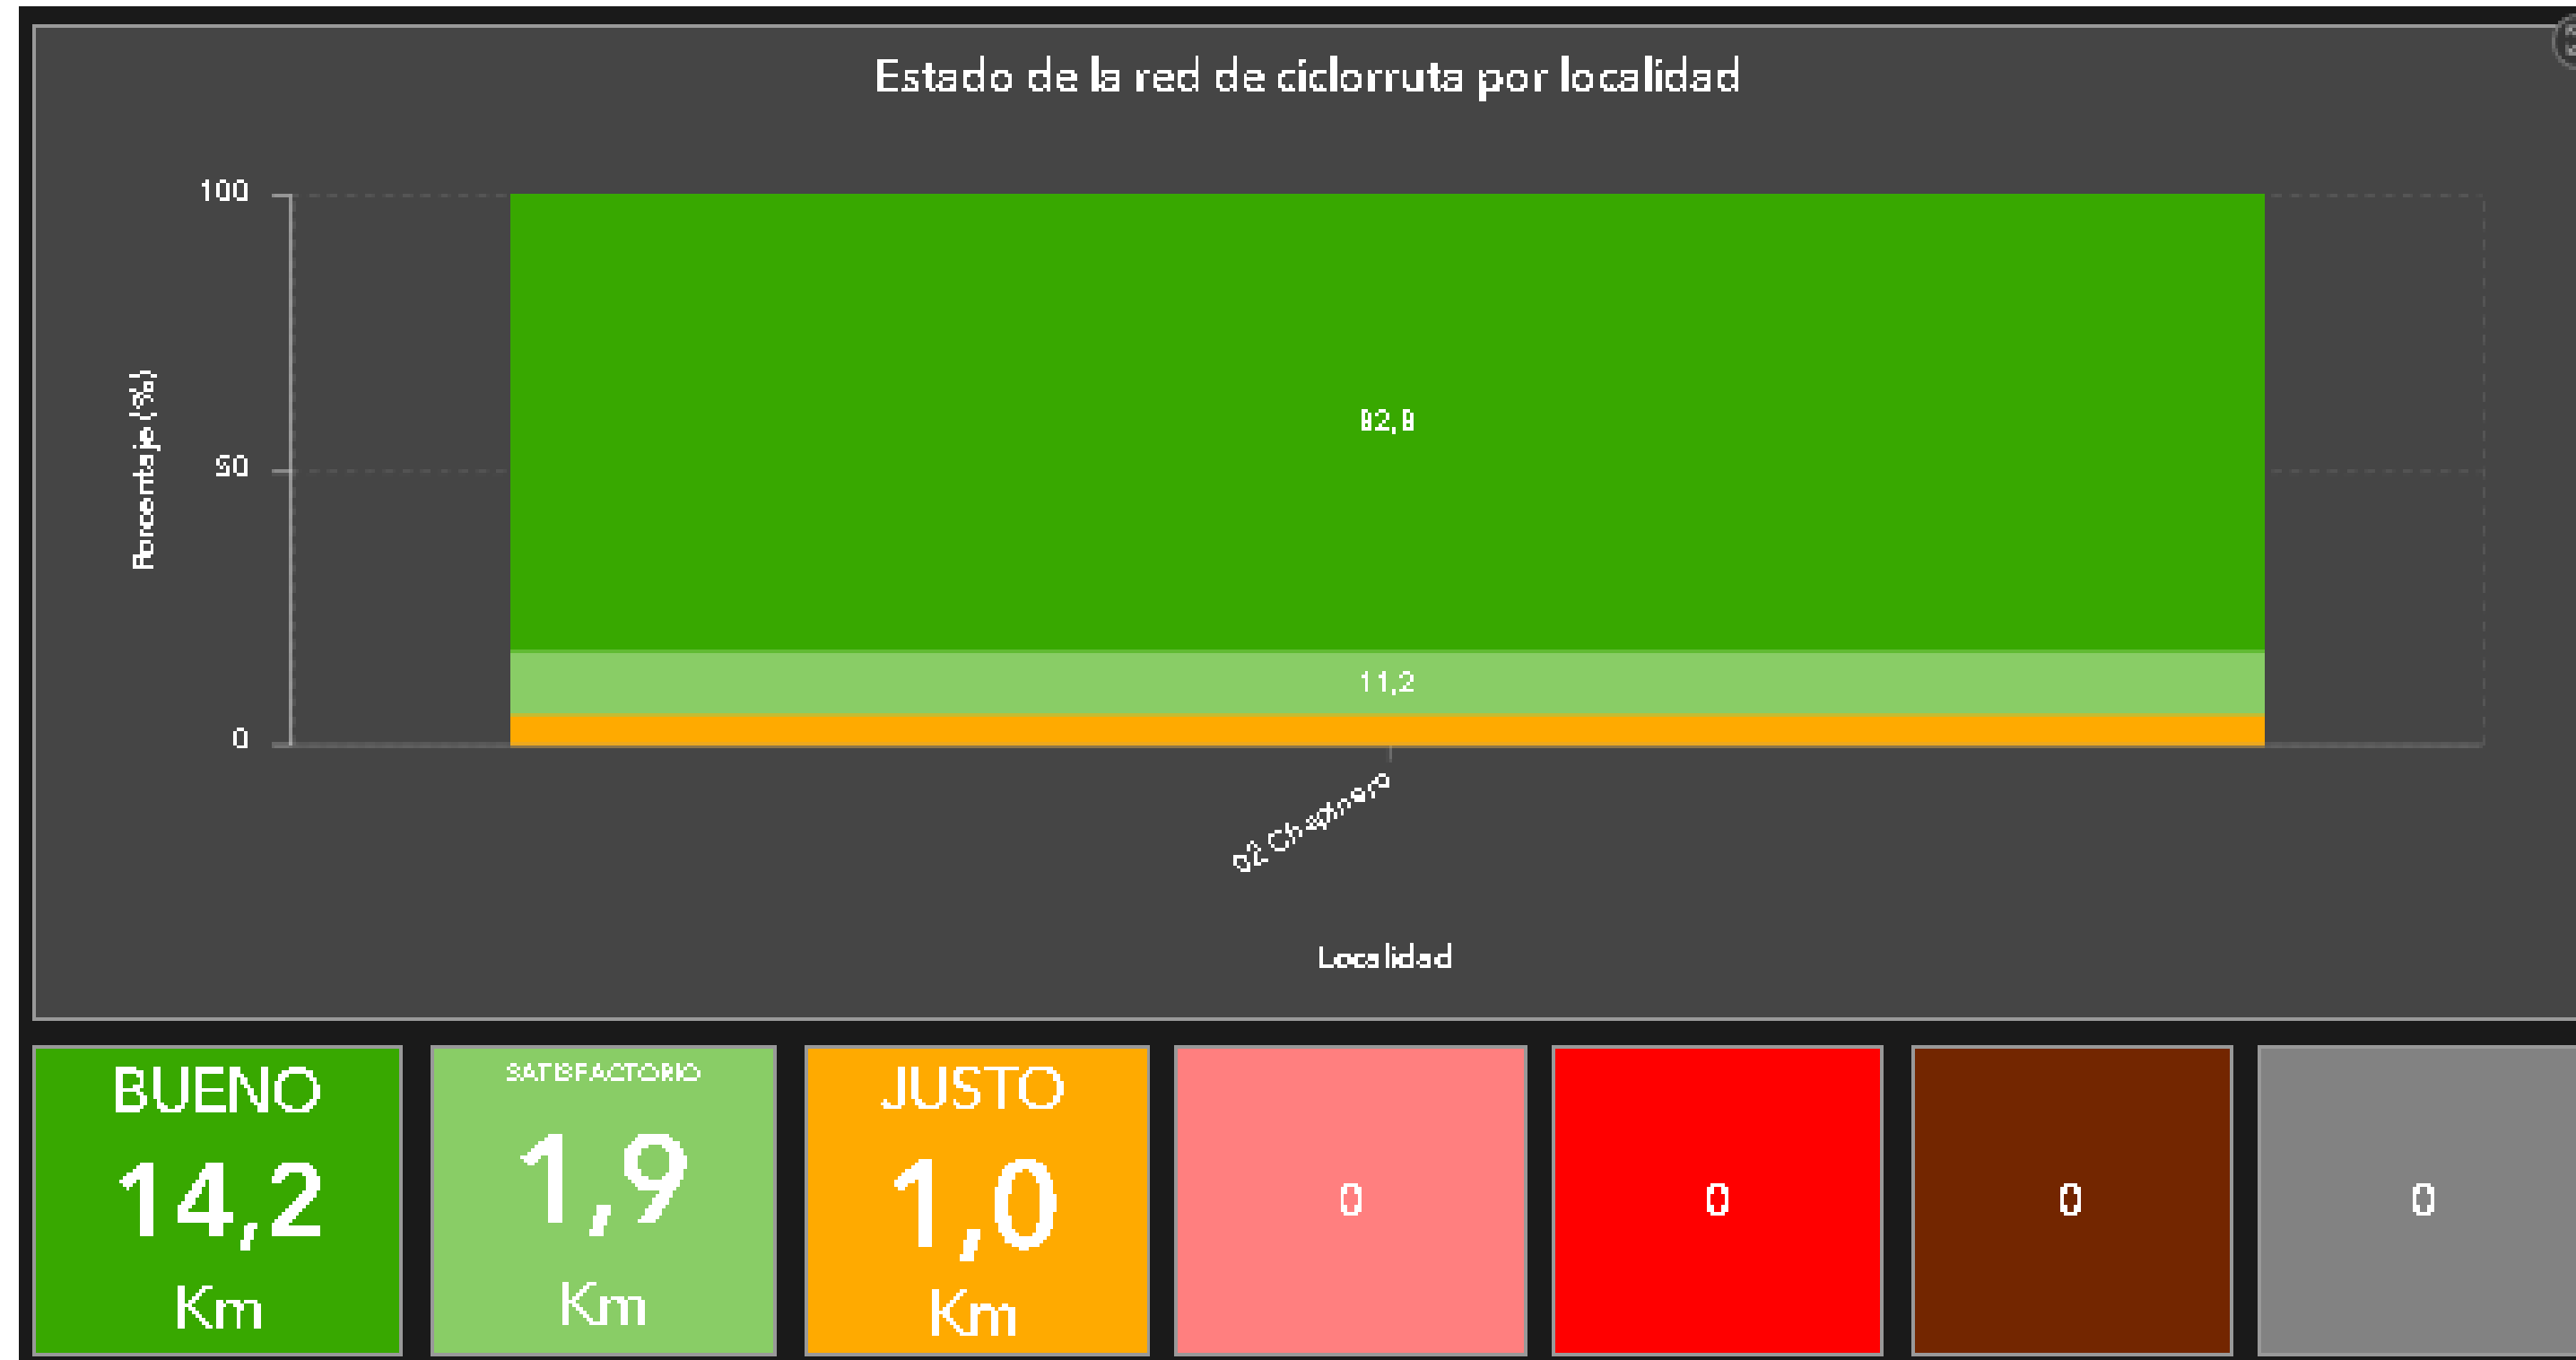 Estado de la red de ciclorruta por localidad
100
50
0
Porcentaje (%)
82,8
11,2
02 Chapinero
Localidad
BUENO
14,2
Km
SATISFACTORIO
1,9
Km
JUSTO
1,0
Km
0
0
0
0